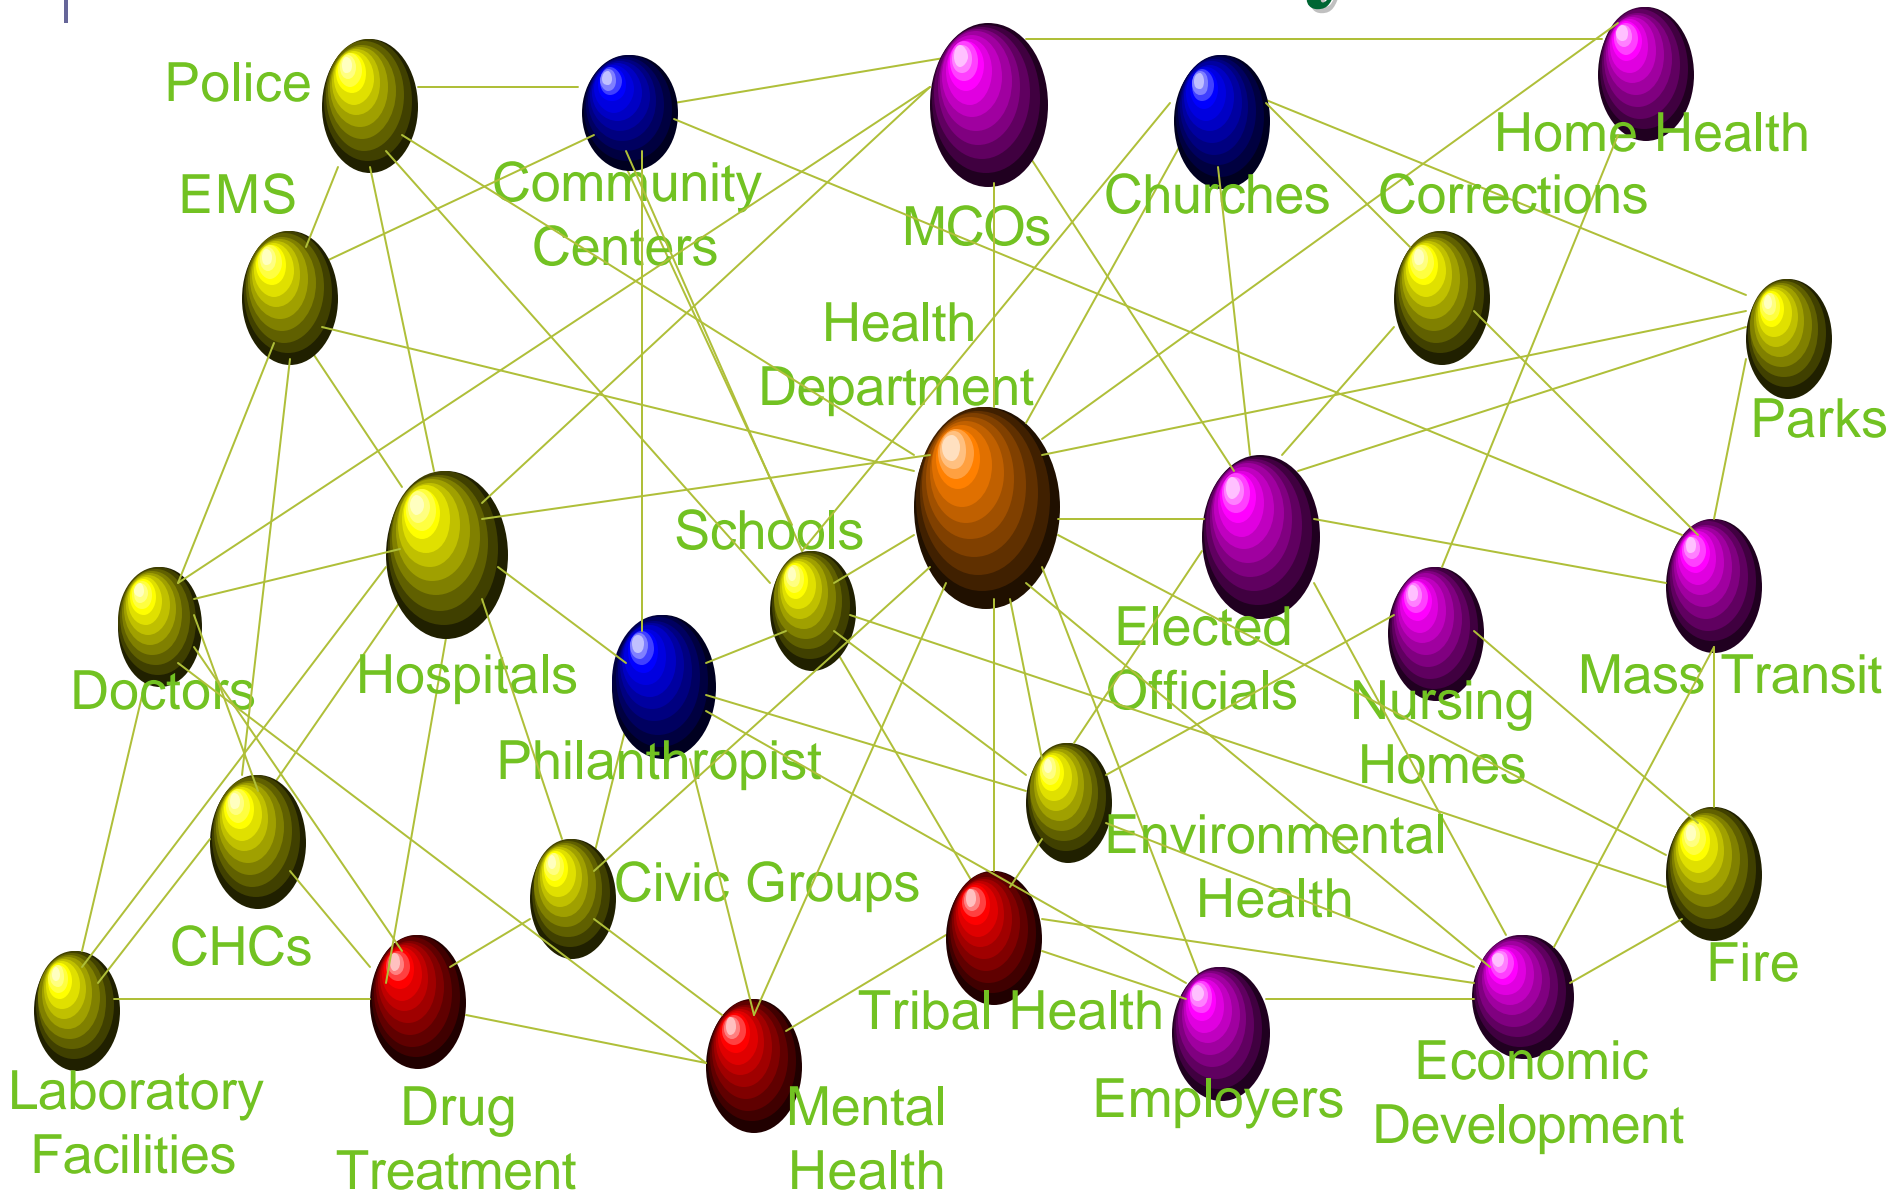 Police
Home Health
Community
Centers
EMS
MCOs
Churches
Corrections
Health
Department
Parks
Schools
Elected
Officials
Hospitals
Doctors
Mass Transit
Nursing
Homes
Philanthropist
Environmental
Health
Civic Groups
CHCs
Fire
Tribal Health
Laboratory
Facilities
Drug
Treatment
Mental
Health
Employers
Economic
Development